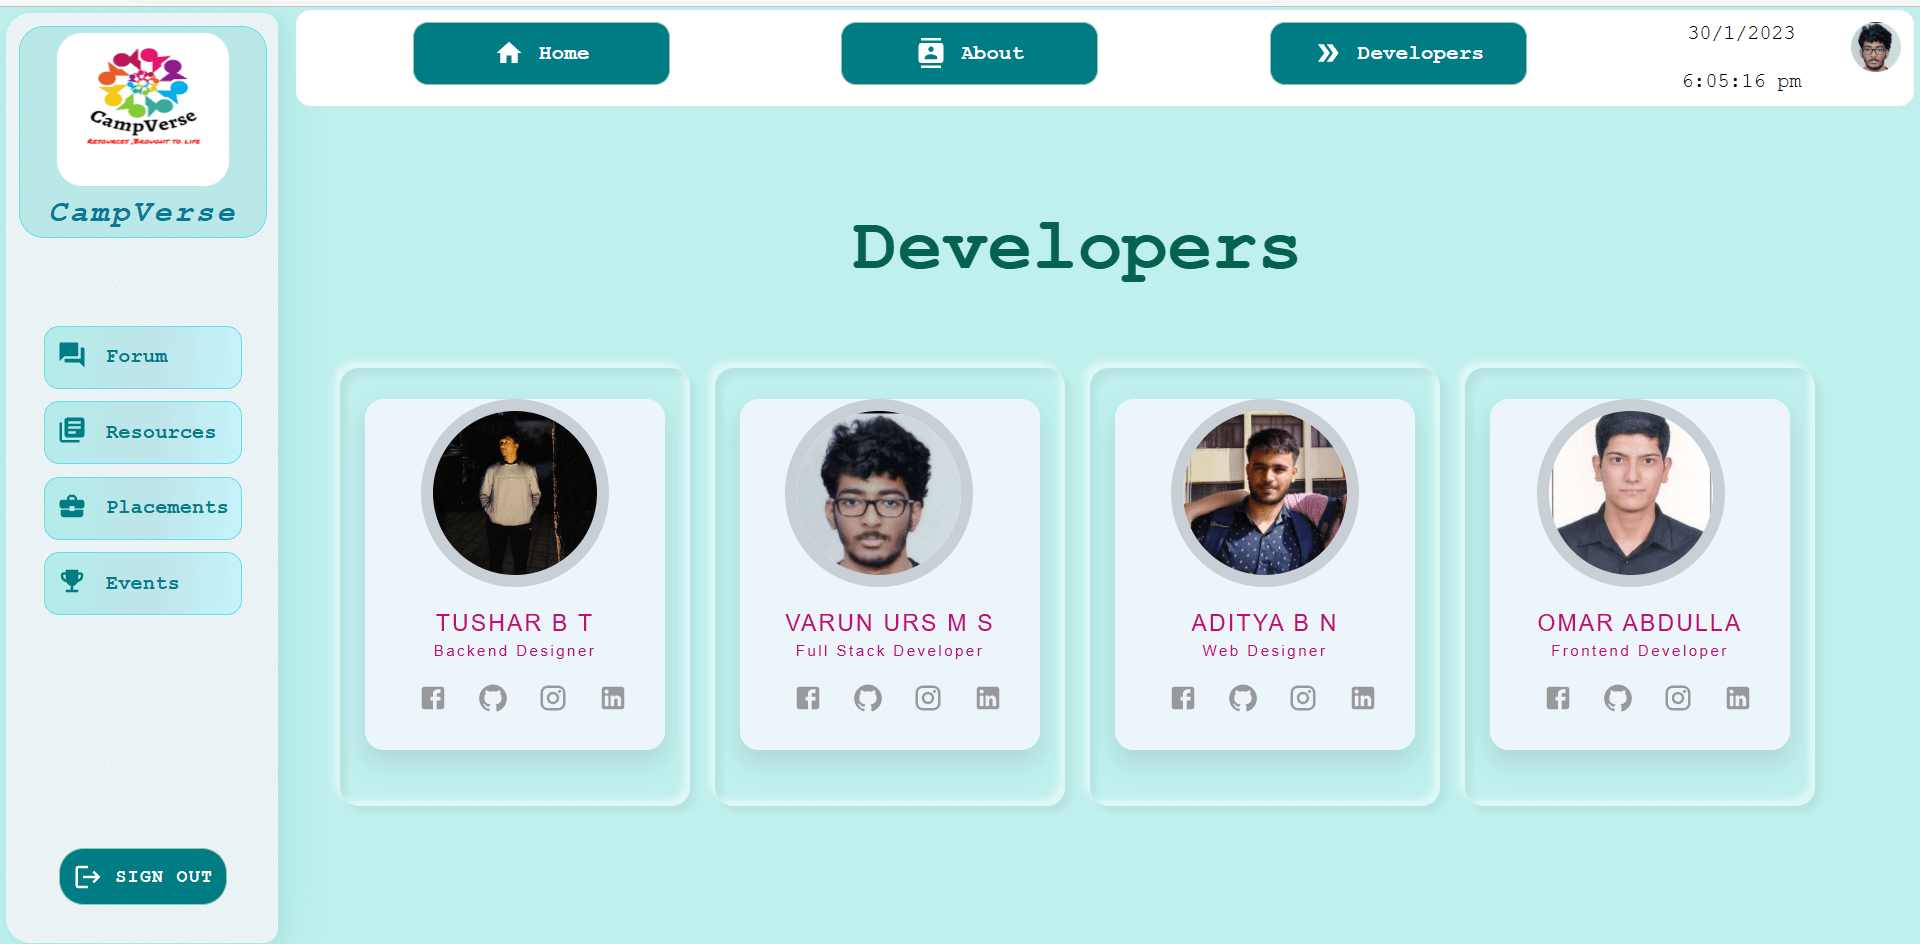 CampVerse
Resources ,Brought to life
CampVerse
Home
About
Developers
30/1/2023
6:05:16 pm
Forum
Resources
Placements
Events
SIGN OUT
Developers
TUSHAR B T
Backend Designer
VARUN URS M S
Full Stack Developer
ADITYA B N
Web Designer
OMAR ABDULLA
Frontend Developer